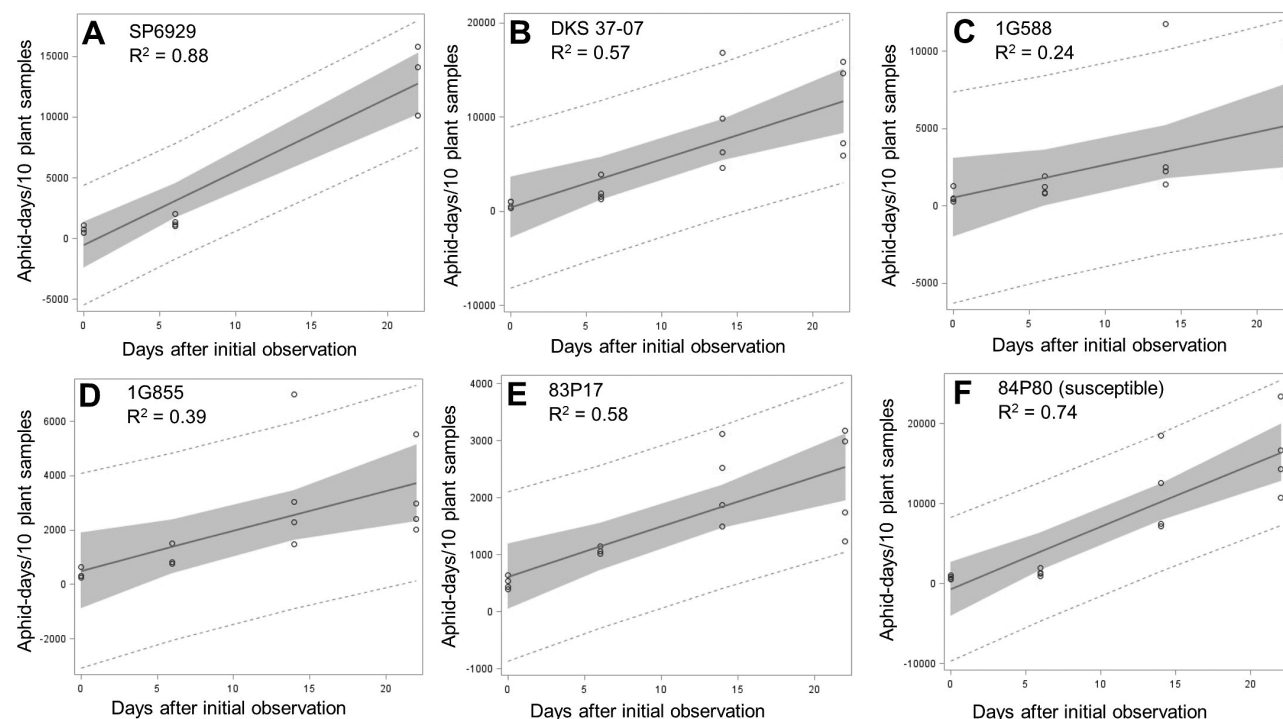 A
SP6929
R² = 0.88
15000
10000
5000
0
-5000
Aphid-days/10 plant samples
0 5 10 15 20
Days after initial observation
B
DKS 37-07
R² = 0.57
20000
10000
0
-10000
Aphid-days/10 plant samples
0 5 10 15 20
Days after initial observation
C
1G588
R² = 0.24
10000
5000
0
-5000
Aphid-days/10 plant samples
0 5 10 15 20
Days after initial observation
D
1G855
R² = 0.39
6000
4000
2000
0
-2000
Aphid-days/10 plant samples
0 5 10 15 20
Days after initial observation
E
83P17
R² = 0.58
4000
3000
2000
1000
0
-1000
Aphid-days/10 plant samples
0 5 10 15 20
Days after initial observation
F
84P80 (susceptible)
R² = 0.74
20000
10000
0
-10000
Aphid-days/10 plant samples
0 5 10 15 20
Days after initial observation